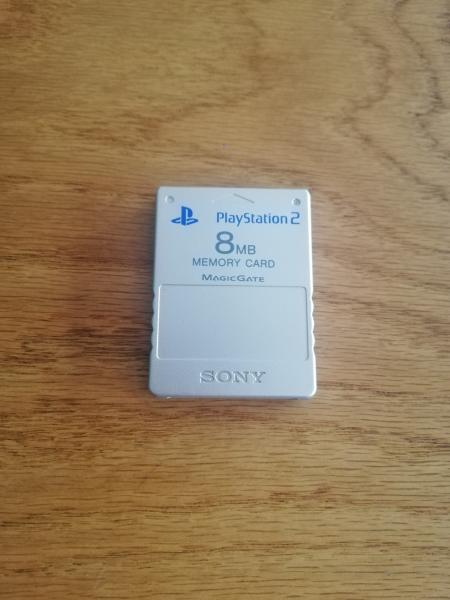 PlayStation 2
8MB
MEMORY CARD
MAGICGATE
SONY